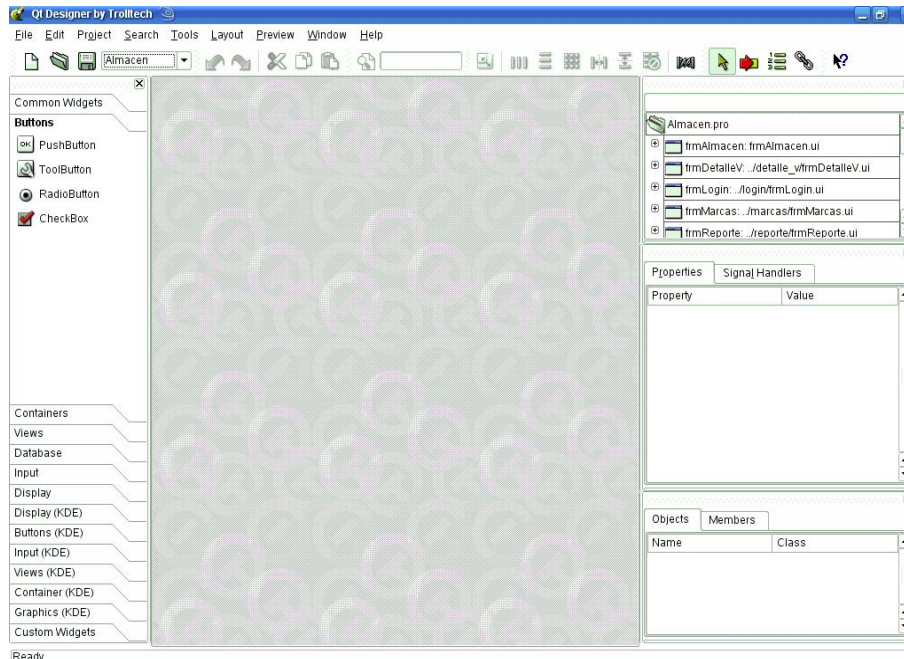 Qt Designer by Trolltech
File Edit Project Search Tools Layout Preview Window Help
Almacen
Common Widgets
Buttons
OK PushButton
ToolButton
RadioButton
CheckBox
Containers
Views
Database
Input
Display
Display (KDE)
Buttons (KDE)
Input (KDE)
Views (KDE)
Container (KDE)
Graphics (KDE)
Custom Widgets
Almacen.pro
frmAlmacen: frmAlmacen.ui
frmDetalleV: ../detalle_v/frmDetalleV.ui
frmLogin: ../login/frmLogin.ui
frmMarcas: ../marcas/frmMarcas.ui
frmReporte: ../reporte/frmReporte.ui
Properties Signal Handlers
Property Value
Objects Members
Name Class
Ready